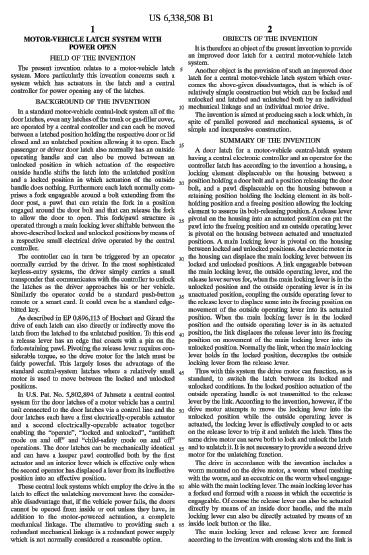 US 6,338,508 B1
1
MOTOR-VEHICLE LATCH SYSTEM WITH
POWER OPEN
FIELD OF THE INVENTION
The present invention relates to a motor-vehicle latch
system. More particularly this invention concerns such a
system which has actuators in the latch and a central
controller for power opening any of the latches.
BACKGROUND OF THE INVENTION
In a standard motor-vehicle central-lock system all of the
door latches, even any latches of the trunk or gas-filler cover,
are operated by a central controller and can each be moved
between a latched position holding the respective door or lid
closed and an unlatched position allowing it to open. Each
passenger or driver door latch also normally has an outside
operating handle and can also be moved between an
unlocked position in which actuation of the respective
outside handle shifts the latch into the unlatched position
and a locked position in which actuation of the outside
handle does nothing. Furthermore each latch normally com-
prises a fork engageable around a bolt extending from the
door post, a pawl that can retain the fork in a position
engaged around the door bolt and that can release the fork
to allow the door to open. This fork/pawl structure is
operated through a main locking lever shiftable between the
above-described locked and unlocked positions by means of
a respective small electrical drive operated by the central
controller.
The controller can in turn be triggered by an operator
normally carried by the driver. In the most sophisticated
keyless-entry systems, the driver simply carries a small
transponder that communicates with the controller to unlock
the latches as the driver approaches his or her vehicle.
Similarly the operator could be a standard push-button
remote or a smart card. It could even be a standard edge-
bitted key.
As described in EP 0,896,113 of Hochart and Girard the
drive of each latch can also directly or indirectly move the
latch from the latched to the unlatched position. To this end
a release lever has an edge that coacts with a pin on the
fork-retaining pawl. Pivoting the release lever requires con-
siderable torque, so the drive motor for the latch must be
fairly powerful. This largely loses the advantage of the
standard central-lock latches where a relatively small
motor is used to move between the locked and unlocked
positions.
In U.S. Pat. No. 5,802,894 of Jahnsetz a central control
system for the door latches of a motor vehicle has a central
unit connected to the door latches via a control line and the
door latches each have a first electrically-operable actuator
and a second electrically-operable actuator together
enabling the "operate", "locked and unlocked", "antitheft
mode on and off" and "child-safety mode on and off"
operations. The door latches can be mechanically identical
and can have a keeper pawl controlled both by the first
actuator and an interior lever which is effective only when
the second operator has displaced a lever from its ineffective
position into an effective position.
These central lock systems which employ the drive in the
latch to effect the unlatching movement have the consider-
able disadvantage that, if the vehicle power fails, the doors
cannot be opened from inside or out unless they have, in
addition to the motor-powered actuation, a complete
mechanical linkage. The alternative to providing such a
redundant mechanical linkage is a redundant power supply
which is not normally considered a reasonable option.
2
OBJECTS OF THE INVENTION
It is therefore an object of the present invention to provide
an improved door latch for a central motor-vehicle latch
system.
Another object is the provision of such an improved door
latch for a central motor-vehicle latch system which over-
comes the above-given disadvantages, that is which is of
relatively simple construction but which can be locked and
unlocked and latched and unlatched both by an individual
mechanical linkage and an individual motor drive.
The invention is aimed at producing such a lock which, in
spite of parallel powered and mechanical systems, is of
simple and inexpensive construction.
SUMMARY OF THE INVENTION
A door latch for a motor-vehicle central-latch system
having a central electronic controller and an operator for the
controller latch has according to the invention a housing, a
locking element displaceable on the housing between a
position holding a door bolt and a position releasing the door
bolt, and a pawl displaceable on the housing between a
retaining position holding the locking element in its bolt-
holding position and a freeing position allowing the locking
element to assume its bolt-releasing position. A release lever
pivotal on the housing into an actuated position can put the
pawl into the freeing position and an outside operating lever
is pivotal on the housing between actuated and unactuated
positions. A main locking lever is pivotal on the housing
between locked and unlocked positions. An electric motor in
the housing can displace the main locking lever between its
locked and unlocked positions. A link engageable between
the main locking lever, the outside operating lever, and the
release lever serves for, when the main locking lever is in the
unlocked position and the outside operating lever is in its
unactuated position, coupling the outside operating lever to
the release lever to displace same into its freeing position on
movement of the outside operating lever into its actuated
position. When the main locking lever is in the locked
position and the outside operating lever is in its actuated
position, the link displaces the release lever into its freeing
position on movement of the main locking lever into its
unlocked position. Normally the link, when the main locking
lever holds in the locked position, decouples the outside
locking lever from the release lever.
Thus with this system the drive motor can function, as is
standard, to switch the latch between its locked and
unlocked conditions. In the locked position actuation of the
outside operating handle is not transmitted to the release
lever by the link. According to the invention, however, if the
drive motor attempts to move the locking lever into the
unlocked position while the outside operating lever is
actuated, the locking lever is effectively coupled to or acts
on the release lever to trip it and unlatch the latch. Thus the
same drive motor can serve both to lock and unlock the latch
and to unlatch it. It is not necessary to provide a second drive
motor for the unlatching function.
The drive in accordance with the invention includes a
worm mounted on the drive motor, a worm wheel meshing
with the worm, and an eccentric on the worm wheel engage-
able with the main locking lever. The main locking lever has
a forked end formed with a recess in which the eccentric is
engageable. Of course the release lever can also be actuated
directly by means of an inside door handle, and the main
locking lever can also be directly actuated by means of an
inside lock button or the like.
The main locking lever and release lever are formed
according to the invention with crossing slots and the link is